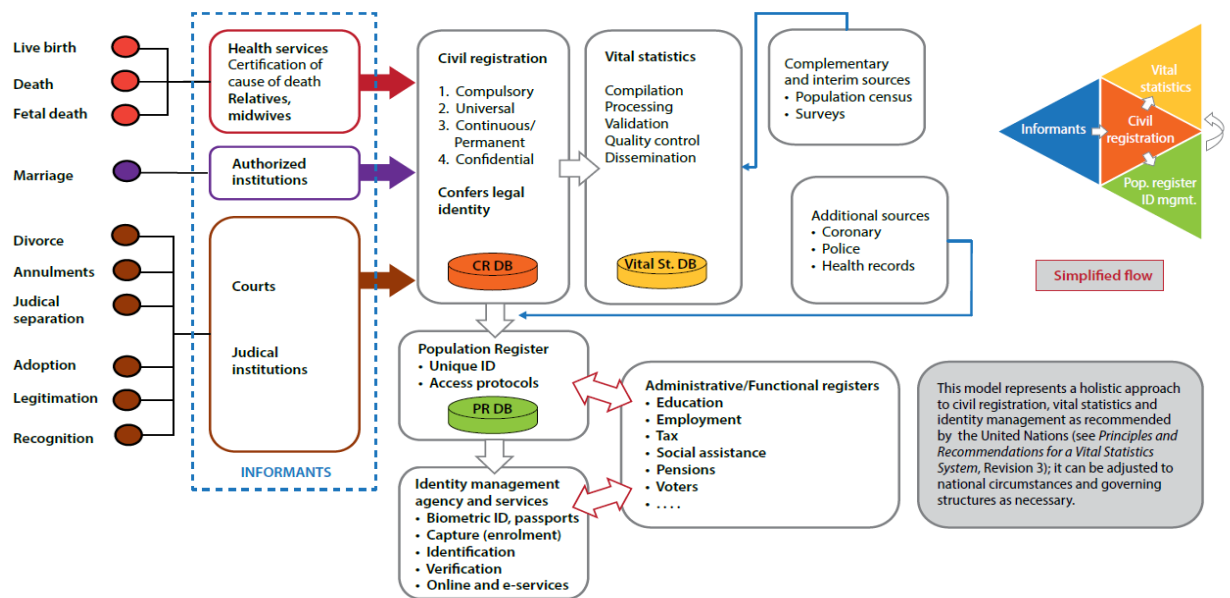 Live birth
Death
Fetal death
Marriage
Divorce
Annulments
Judical
separation
Adoption
Legitimation
Recognition
Health services
Certification of
cause of death
Relatives,
midwives
Authorized
institutions
Courts
Judical
institutions
INFORMANTS
Civil registration
1. Compulsory
2. Universal
3. Continuous/
Permanent
4. Confidential
Confers legal
identity
CR DB
Vital statistics
Compilation
Processing
Validation
Quality control
Dissemination
Vital St. DB
Complementary
and interim sources
• Population census
• Surveys
Additional sources
• Coronary
• Police
• Health records
Population Register
• Unique ID
• Access protocols
PR DB
Identity management
agency and services
• Biometric ID, passports
• Capture (enrolment)
• Identification
• Verification
• Online and e-services
Administrative/Functional registers
• Education
• Employment
• Tax
• Social assistance
• Pensions
• Voters
• . . . .
Vital
statistics
Informants
Civil
registration
Pop. register
ID mgmt.
Simplified flow
This model represents a holistic approach
to civil registration, vital statistics and
identity management as recommended
by the United Nations (see Principles and
Recommendations for a Vital Statistics
System, Revision 3); it can be adjusted to
national circumstances and governing
structures as necessary.